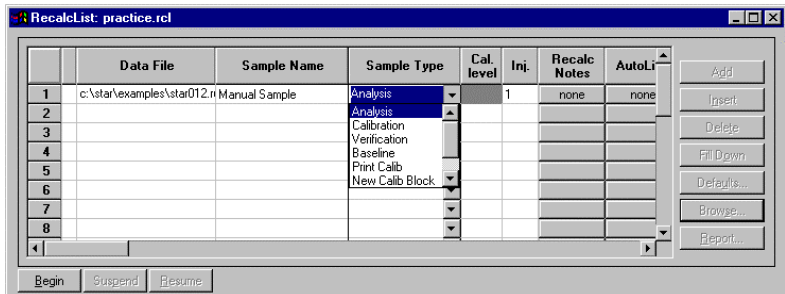 RecalcList: practice.rcl
Data File Sample Name Sample Type Cal. level Inj. Recalc Notes AutoLi
1 c:\star\examples\star012.r Manual Sample Analysis 1 none none
Analysis
Calibration
Verification
Baseline
Print Calib
New Calib Block
2
3
4
5
6
7
8
Add
Insert
Delete
Fill Down
Defaults...
Browse...
Report...
Begin Suspend Resume